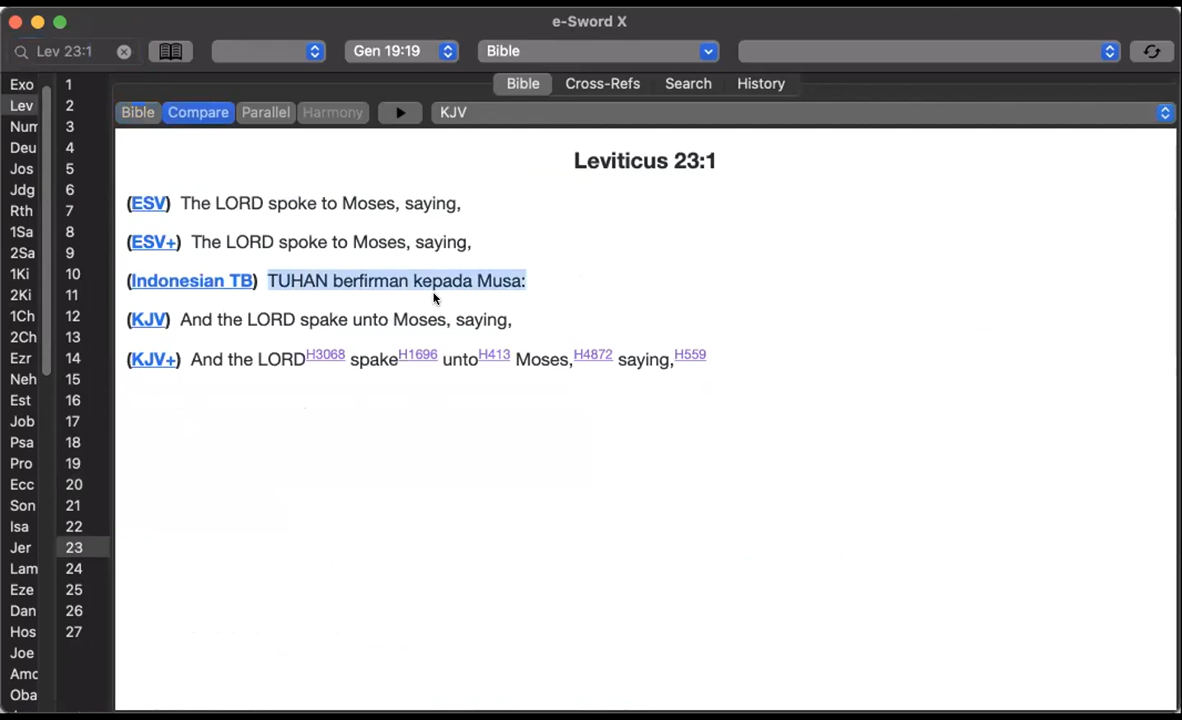 e-Sword X
Lev 23:1
Gen 19:19
Bible
Bible Cross-Refs Search History
Bible Compare Parallel Harmony KJV
Exo
Lev
Num
Deu
Jos
Jdg
Rth
1Sa
2Sa
1Ki
2Ki
1Ch
2Ch
Ezr
Neh
Est
Job
Psa
Pro
Ecc
Son
Isa
Jer
Lam
Eze
Dan
Hos
Joe
Amo
Oba
1
2
3
4
5
6
7
8
9
10
11
12
13
14
15
16
17
18
19
20
21
22
23
24
25
26
27
Leviticus 23:1
(ESV) The LORD spoke to Moses, saying,
(ESV+) The LORD spoke to Moses, saying,
(Indonesian TB) TUHAN berfirman kepada Musa:
(KJV) And the LORD spake unto Moses, saying,
(KJV+) And the LORDH3068 spakeH1696 untoH413 Moses,H4872 saying,H559